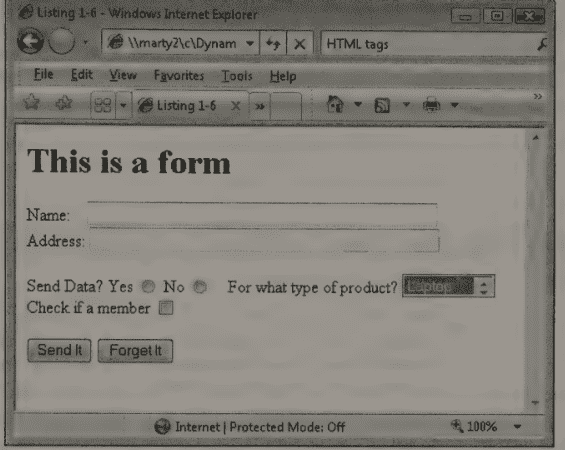 Listing 1-6 - Windows Internet Explorer
\\marty2\c\Dynam HTML tags
File Edit View Favorites Tools Help
Listing 1-6 »  »
This is a form
Name:
Address:
Send Data? Yes No For what type of product? Laptop
Check if a member
Send It Forget It
Internet | Protected Mode: Off 100%